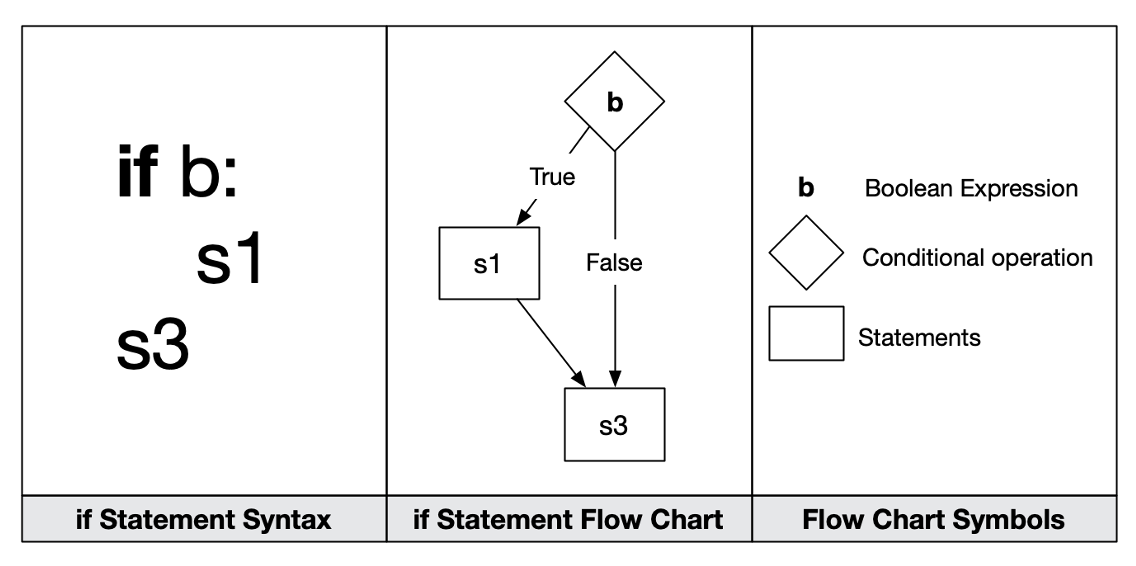 if b:
s1
s3
if Statement Syntax
b
True
s1
False
s3
if Statement Flow Chart
b Boolean Expression
Conditional operation
Statements
Flow Chart Symbols